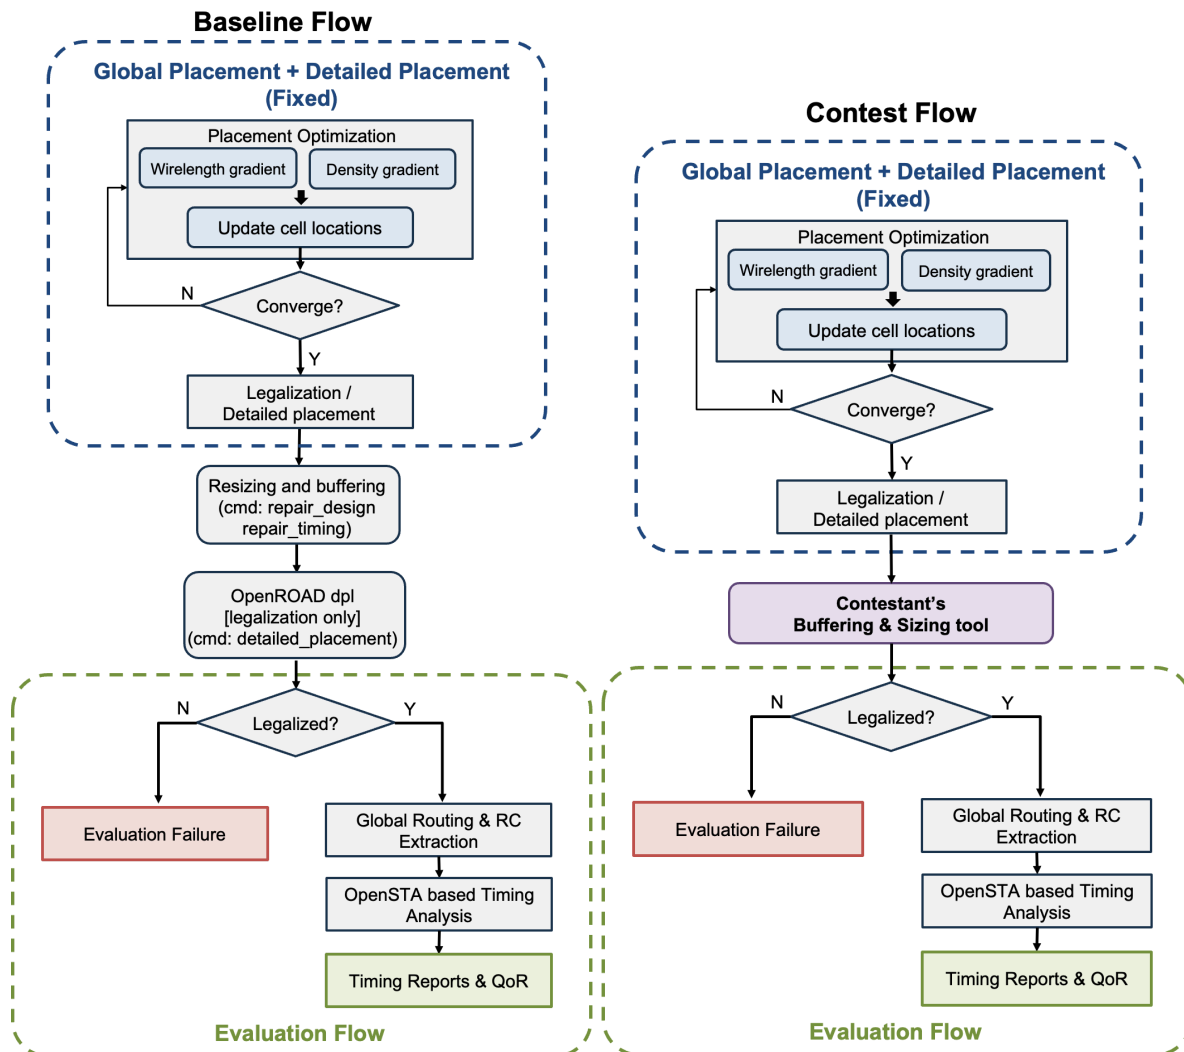 Baseline Flow
Global Placement + Detailed Placement
(Fixed)
Placement Optimization
Wirelength gradient
Density gradient
Update cell locations
N
Converge?
Y
Legalization /
Detailed placement
Resizing and buffering
(cmd: repair_design
repair_timing)
OpenROAD dpl
[legalization only]
(cmd: detailed_placement)
N
Legalized?
Y
Evaluation Failure
Global Routing & RC
Extraction
OpenSTA based Timing
Analysis
Timing Reports & QoR
Evaluation Flow
Contest Flow
Global Placement + Detailed Placement
(Fixed)
Placement Optimization
Wirelength gradient
Density gradient
Update cell locations
N
Converge?
Y
Legalization /
Detailed placement
Contestant's
Buffering & Sizing tool
N
Legalized?
Y
Evaluation Failure
Global Routing & RC
Extraction
OpenSTA based Timing
Analysis
Timing Reports & QoR
Evaluation Flow